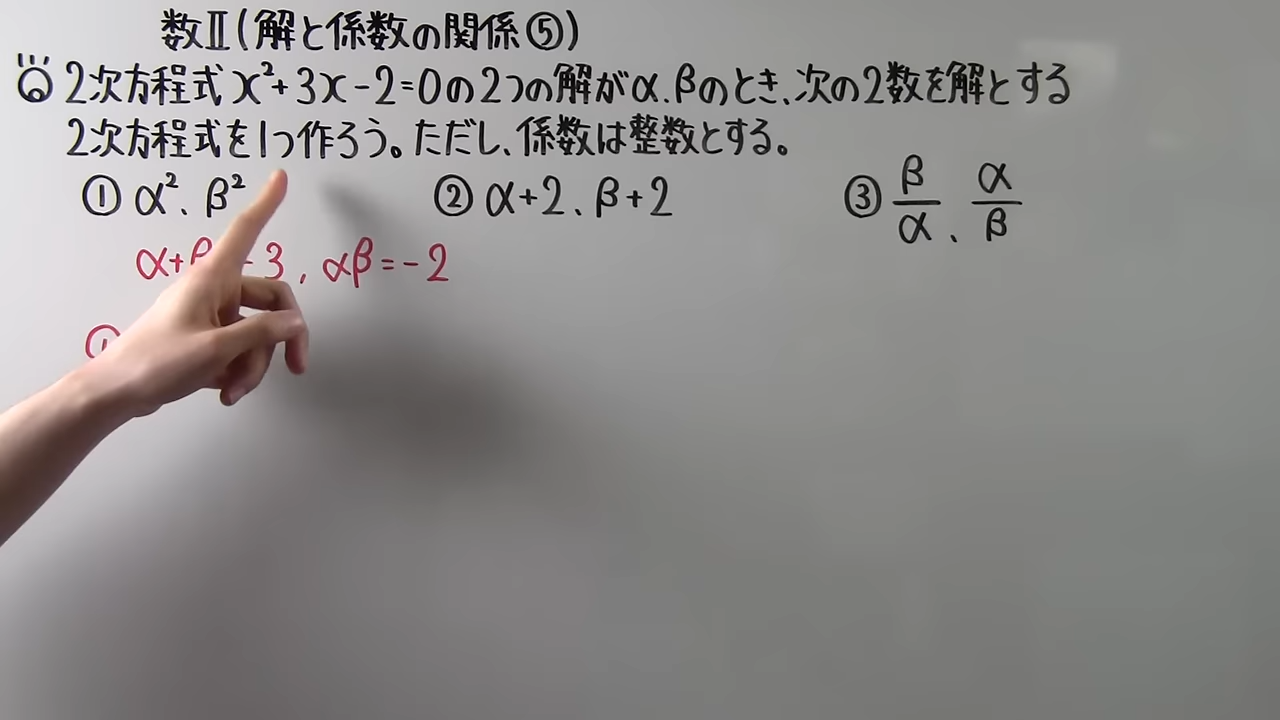 数Ⅱ(解と係数の関係⑤)
2次方程式x²+3x-2=0の2つの解がα.βのとき、次の2数を解とする
2次方程式を1つ作ろう。ただし、係数は整数とする。
① α²、β² ② α+2、β+2 ③ β/α、α/β
α+β -3, αβ=-2
①